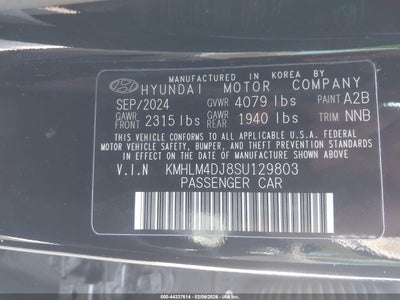 MANUFACTURED IN KOREA BY
HYUNDAI MOTOR COMPANY
SEP/2024 GVWR 4079 lbs PAINT A2B
GAWR FRONT 2315 lbs GAWR REAR 1940 lbs TRIM NNB
THIS VEHICLE CONFORMS TO ALL APPLICABLE U.S.A. FEDERAL
MOTOR VEHICLE SAFETY, BUMPER, AND THEFT PREVENTION
STANDARDS IN EFFECT ON THE DATE OF MANUFACTURE
SHOWN ABOVE.
V.I.N KMHLM4DJ8SU129803
PASSENGER CAR